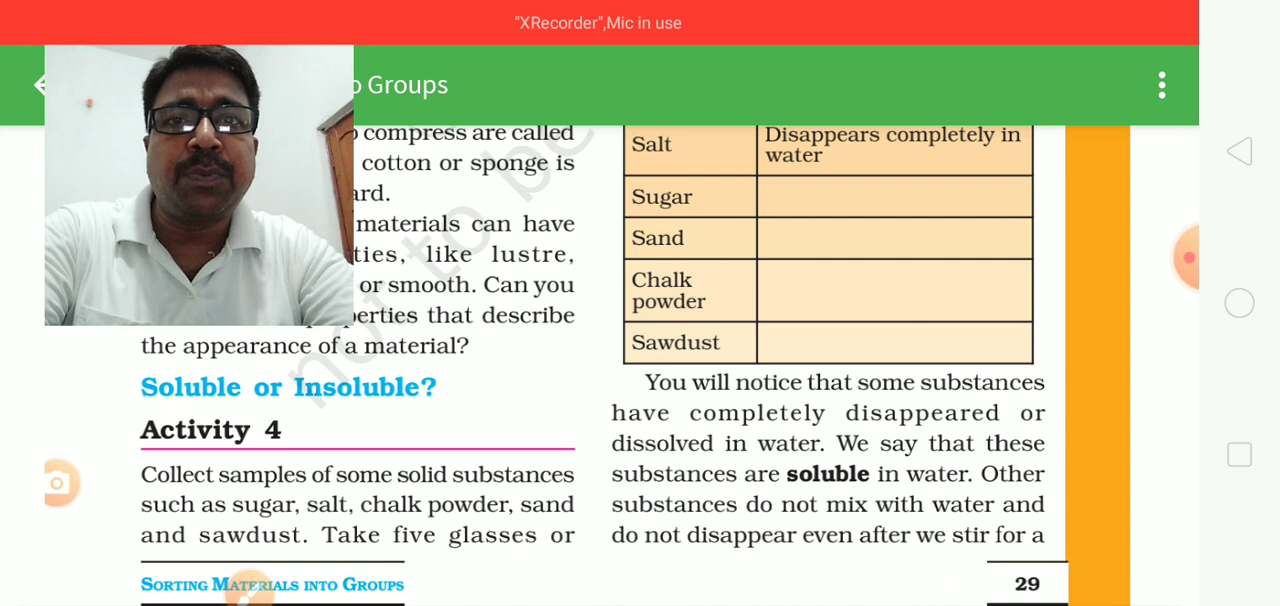 "XRecorder",Mic in use
o Groups
o compress are called
cotton or sponge is
ard.
materials can have
ties, like lustre,
or smooth. Can you
perties that describe
the appearance of a material?
Soluble or Insoluble?
Activity 4
Collect samples of some solid substances
such as sugar, salt, chalk powder, sand
and sawdust. Take five glasses or
Salt Disappears completely in
water
Sugar
Sand
Chalk
powder
Sawdust
You will notice that some substances
have completely disappeared or
dissolved in water. We say that these
substances are soluble in water. Other
substances do not mix with water and
do not disappear even after we stir for a
SORTING MATERIALS INTO GROUPS
29
not to be